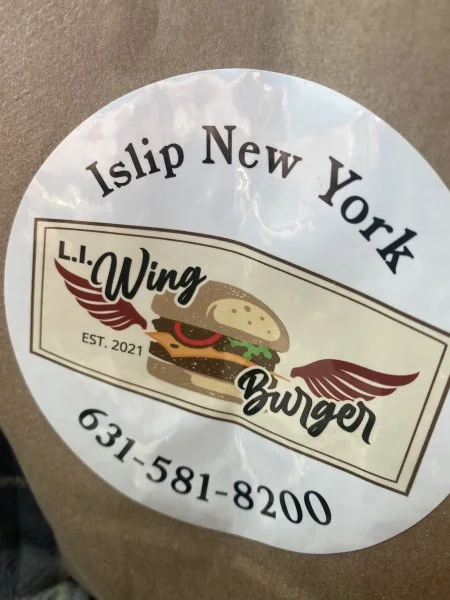 Islip New York
L.I. Wing
EST. 2021
Burger
631-581-8200